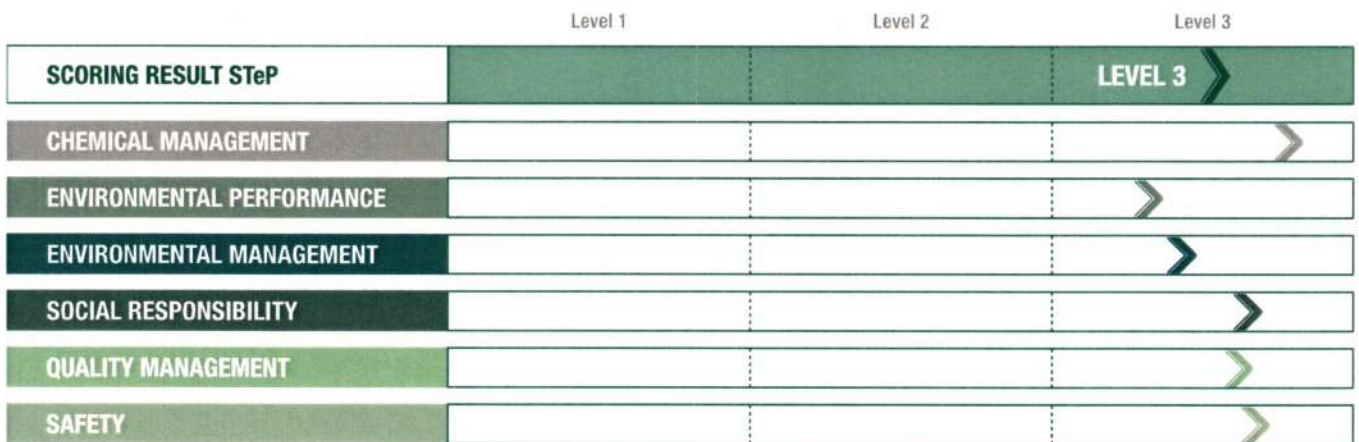 Level 1 Level 2 Level 3
SCORING RESULT STeP LEVEL 3
CHEMICAL MANAGEMENT
ENVIRONMENTAL PERFORMANCE
ENVIRONMENTAL MANAGEMENT
SOCIAL RESPONSIBILITY
QUALITY MANAGEMENT
SAFETY